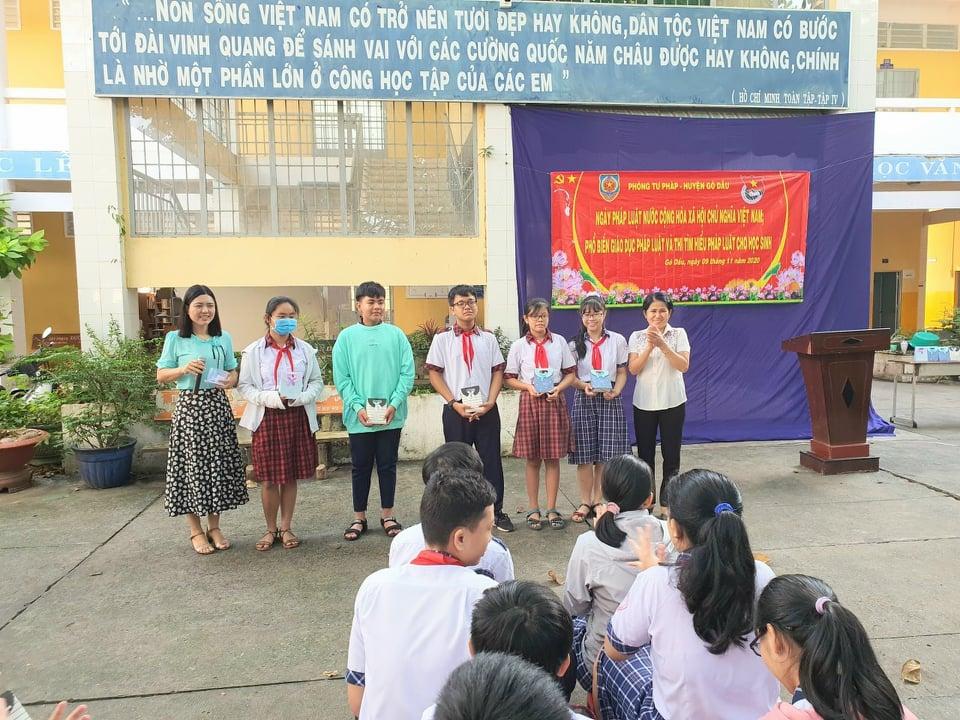 " ...NON SÔNG VIỆT NAM CÓ TRỞ NÊN TƯƠI ĐẸP HAY KHÔNG, DÂN TỘC VIỆT NAM CÓ BƯỚC
TỚI ĐÀI VINH QUANG ĐỂ SÁNH VAI VỚI CÁC CƯỜNG QUỐC NĂM CHÂU ĐƯỢC HAY KHÔNG, CHÍNH
LÀ NHỜ MỘT PHẦN LỚN Ở CÔNG HỌC TẬP CỦA CÁC EM "
( HỒ CHÍ MINH TOÀN TẬP-TẬP IV )
C LỄ
ỌC VĂN
PHÒNG TƯ PHÁP - HUYỆN GÒ DẦU
NGÀY PHÁP LUẬT NƯỚC CỘNG HÒA XÃ HỘI CHỦ NGHĨA VIỆT NAM;
PHỔ BIẾN GIÁO DỤC PHÁP LUẬT VÀ THI TÌM HIỂU PHÁP LUẬT CHO HỌC SINH
Gò Dầu, ngày 09 tháng 11 năm 2020